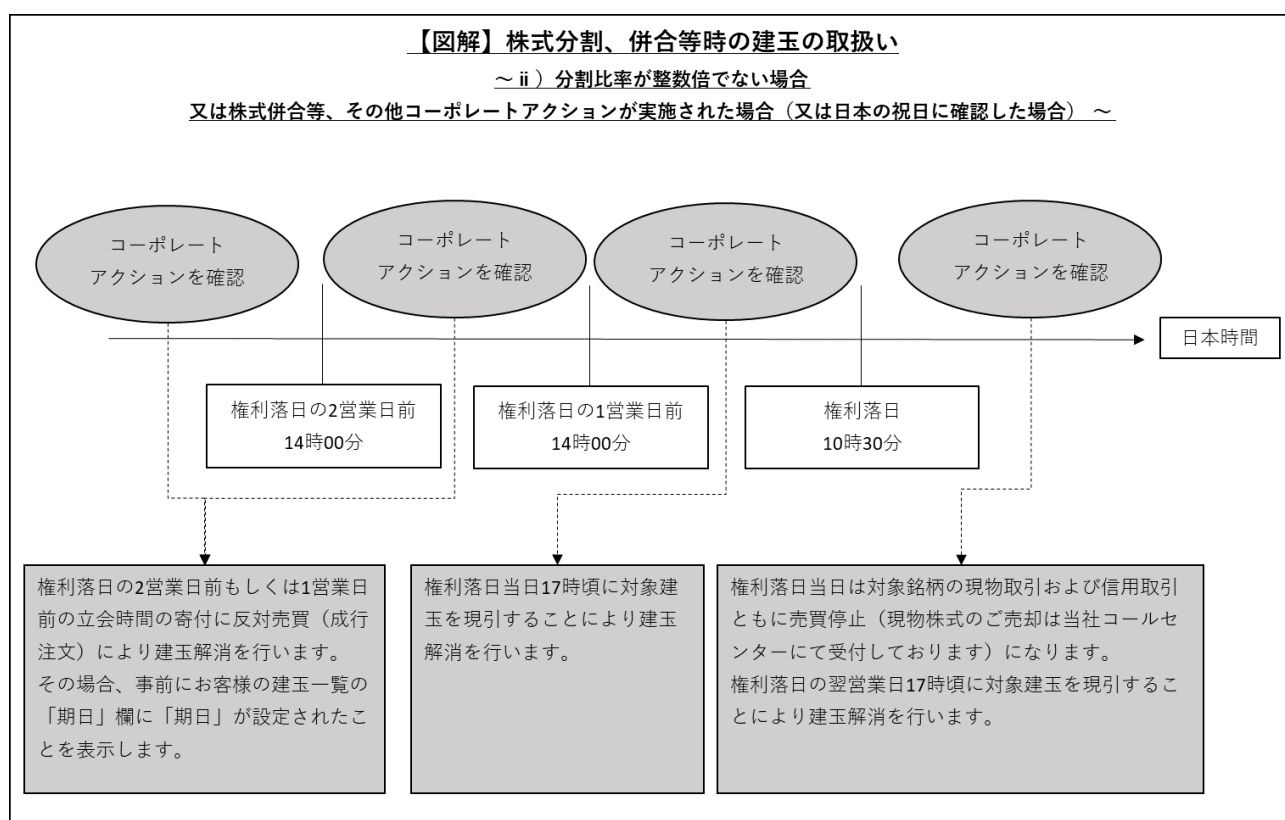 【図解】株式分割、併合等時の建玉の取扱い
～ⅱ）分割比率が整数倍でない場合
又は株式併合等、その他コーポレートアクションが実施された場合（又は日本の祝日に確認した場合）～
コーポレート
アクションを確認
コーポレート
アクションを確認
コーポレート
アクションを確認
コーポレート
アクションを確認
日本時間
権利落日の2営業日前
14時00分
権利落日の1営業日前
14時00分
権利落日
10時30分
権利落日の2営業日前もしくは1営業日
前の立会時間の寄付に反対売買（成行
注文）により建玉解消を行います。
その場合、事前にお客様の建玉一覧の
「期日」欄に「期日」が設定されたこ
とを表示します。
権利落日当日17時頃に対象建
玉を現引することにより建玉
解消を行います。
権利落日当日は対象銘柄の現物取引および信用取引
ともに売買停止（現物株式のご売却は当社コールセ
ンターにて受付しております）になります。
権利落日の翌営業日17時頃に対象建玉を現引するこ
とにより建玉解消を行います。